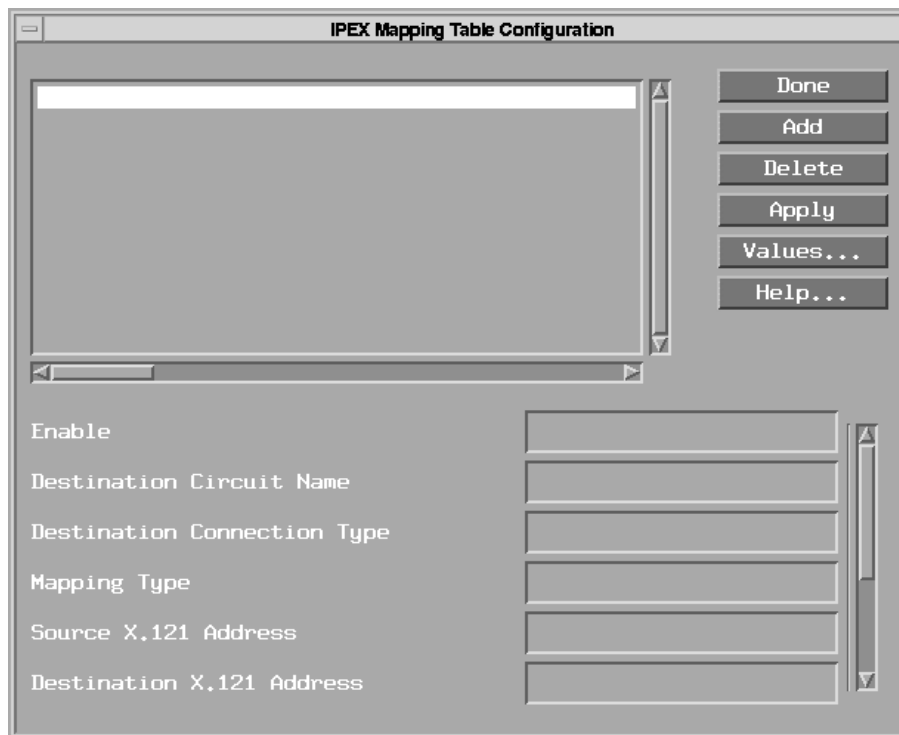 IPEX Mapping Table Configuration
Done
Add
Delete
Apply
Values...
Help...
Enable
Destination Circuit Name
Destination Connection Type
Mapping Type
Source X.121 Address
Destination X.121 Address